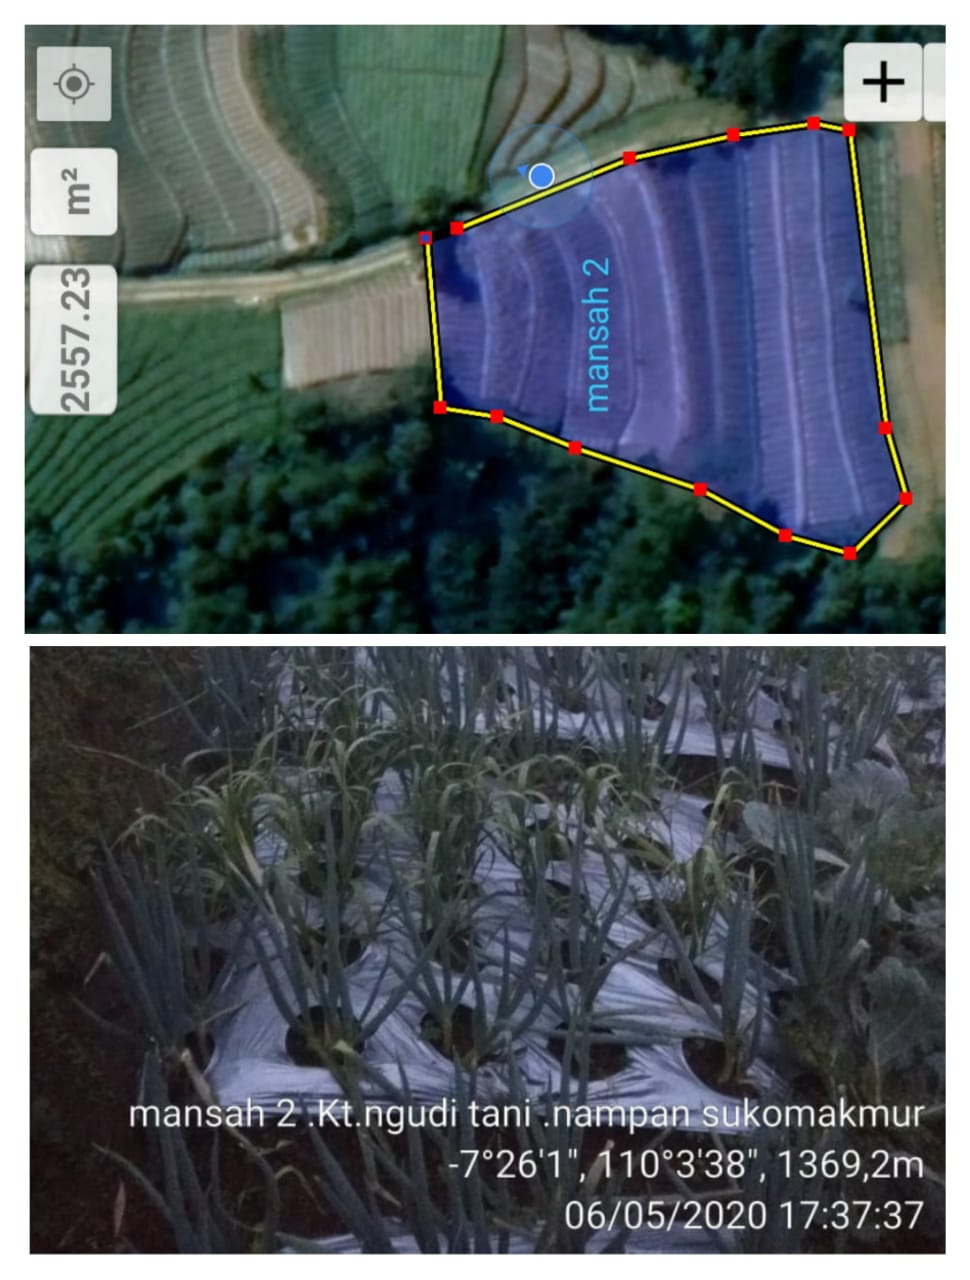 m²
2557.23
mansah 2
mansah 2 .Kt.ngudi tani .nampan sukomakmur
-7°26'1", 110°3'38", 1369,2m
06/05/2020 17:37:37